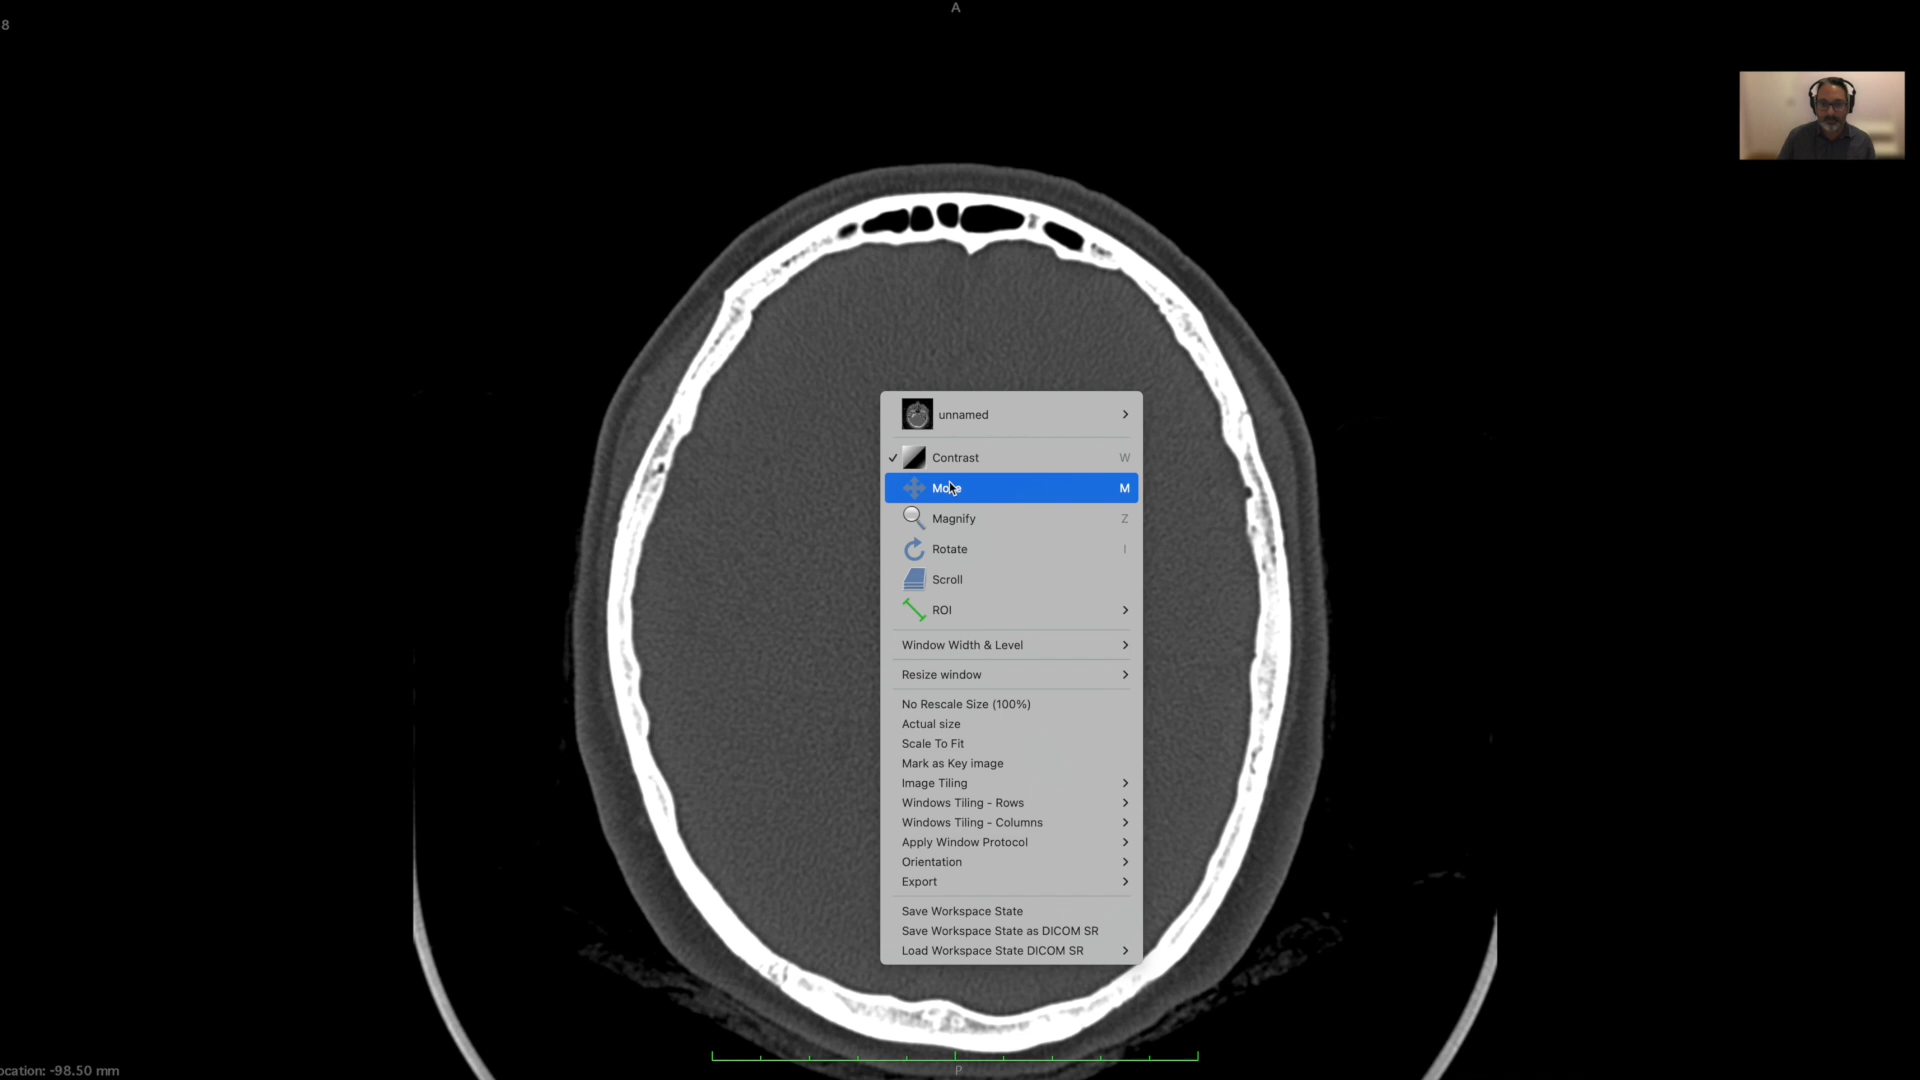 A
8
unnamed
Contrast W
Move M
Magnify Z
Rotate I
Scroll
ROI
Window Width & Level
Resize window
No Rescale Size (100%)
Actual size
Scale To Fit
Mark as Key image
Image Tiling
Windows Tiling - Rows
Windows Tiling - Columns
Apply Window Protocol
Orientation
Export
Save Workspace State
Save Workspace State as DICOM SR
Load Workspace State DICOM SR
ocation: -98.50 mm
P